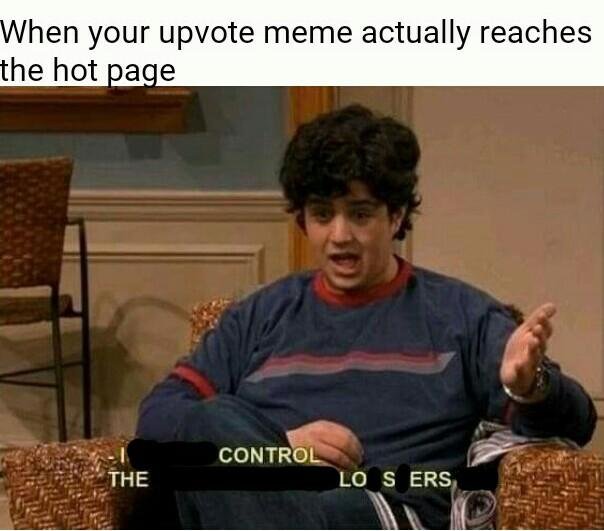 When your upvote meme actually reaches
the hot page
- I CONTROL
THE LO S ERS,